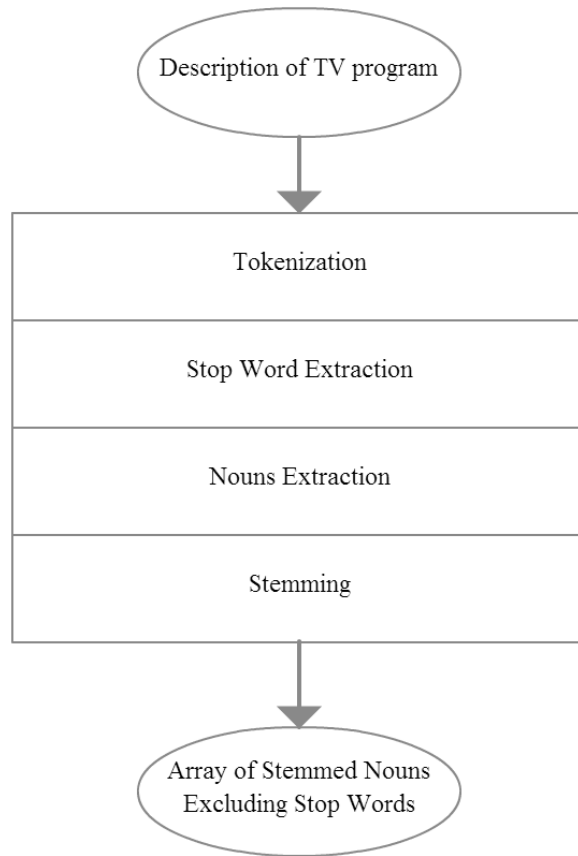 Description of TV program
Tokenization
Stop Word Extraction
Nouns Extraction
Stemming
Array of Stemmed Nouns
Excluding Stop Words